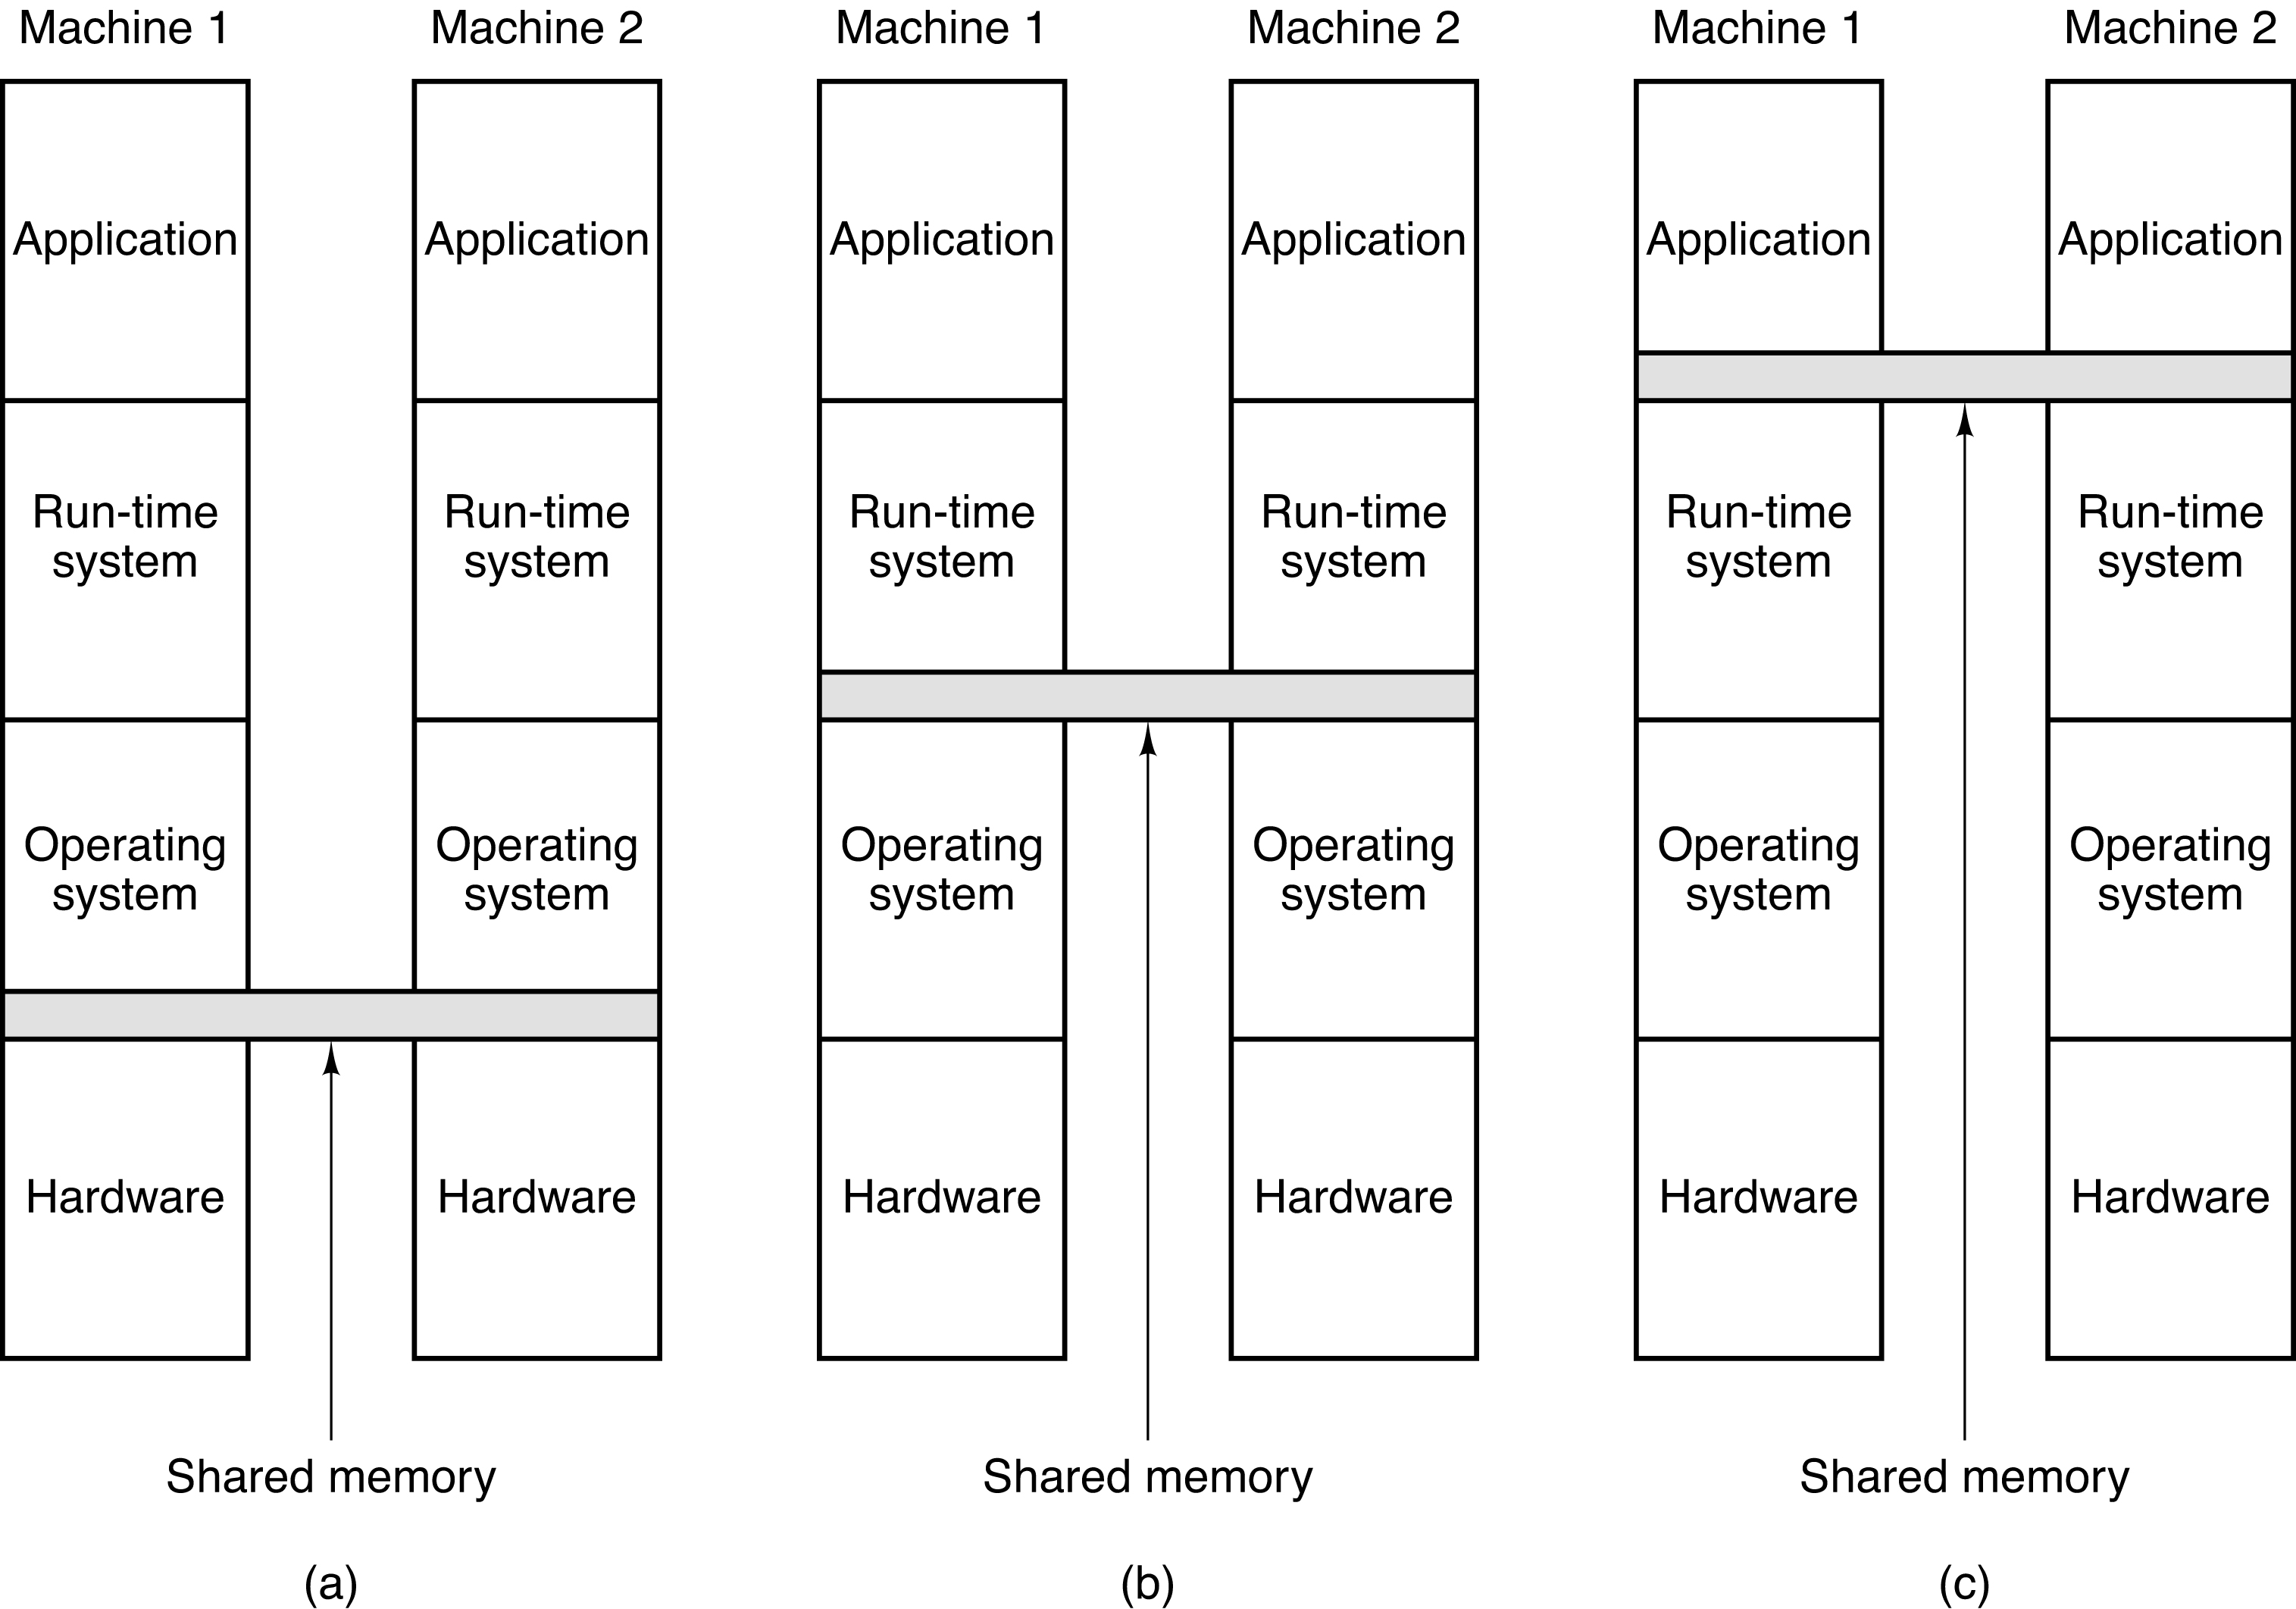 Machine 1
Machine 2
Application
Application
Run-time
system
Run-time
system
Operating
system
Operating
system
Hardware
Hardware
Shared memory
(a)
Machine 1
Machine 2
Application
Application
Run-time
system
Run-time
system
Operating
system
Operating
system
Hardware
Hardware
Shared memory
(b)
Machine 1
Machine 2
Application
Application
Run-time
system
Run-time
system
Operating
system
Operating
system
Hardware
Hardware
Shared memory
(c)